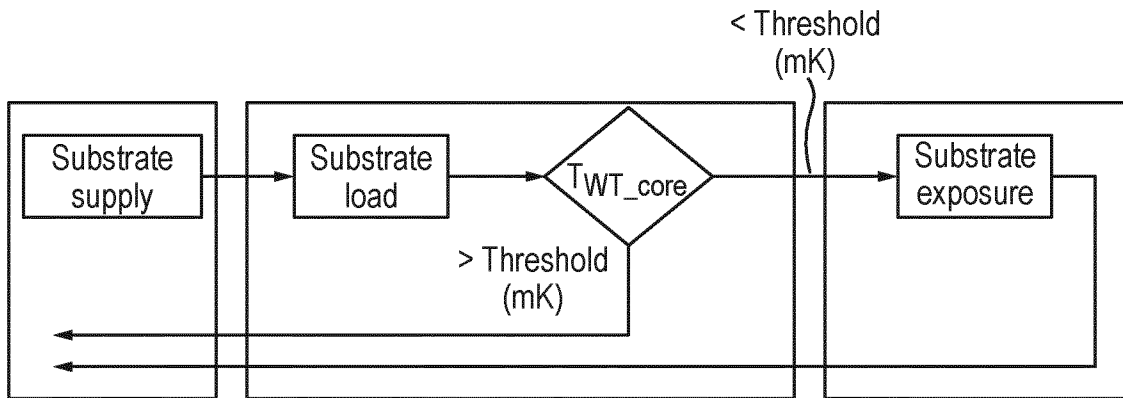 < Threshold
(mK)
Substrate
supply
Substrate
load
TWT_core
Substrate
exposure
> Threshold
(mK)